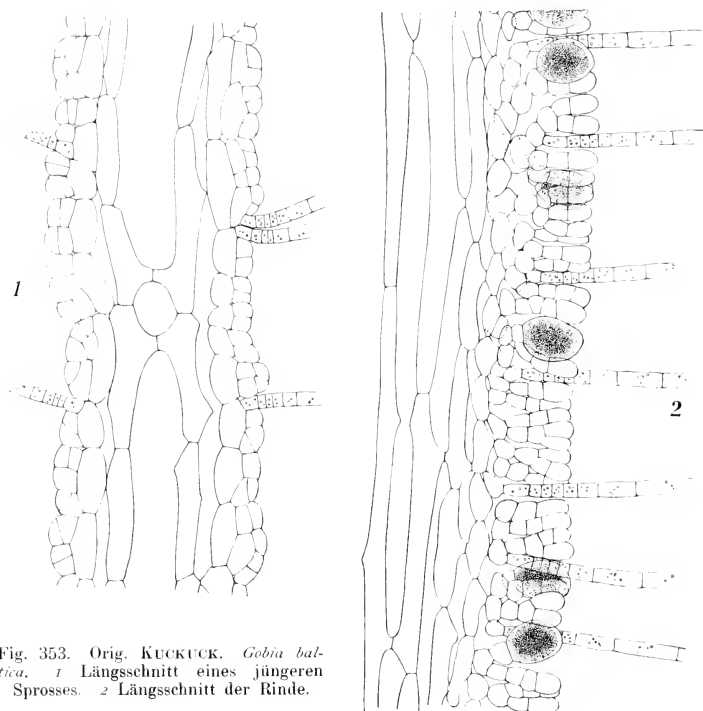 1
2
Fig. 353. Orig. KUCKUCK. Gobia bal-
tica. 1 Längsschnitt eines jüngeren
Sprosses. 2 Längsschnitt der Rinde.